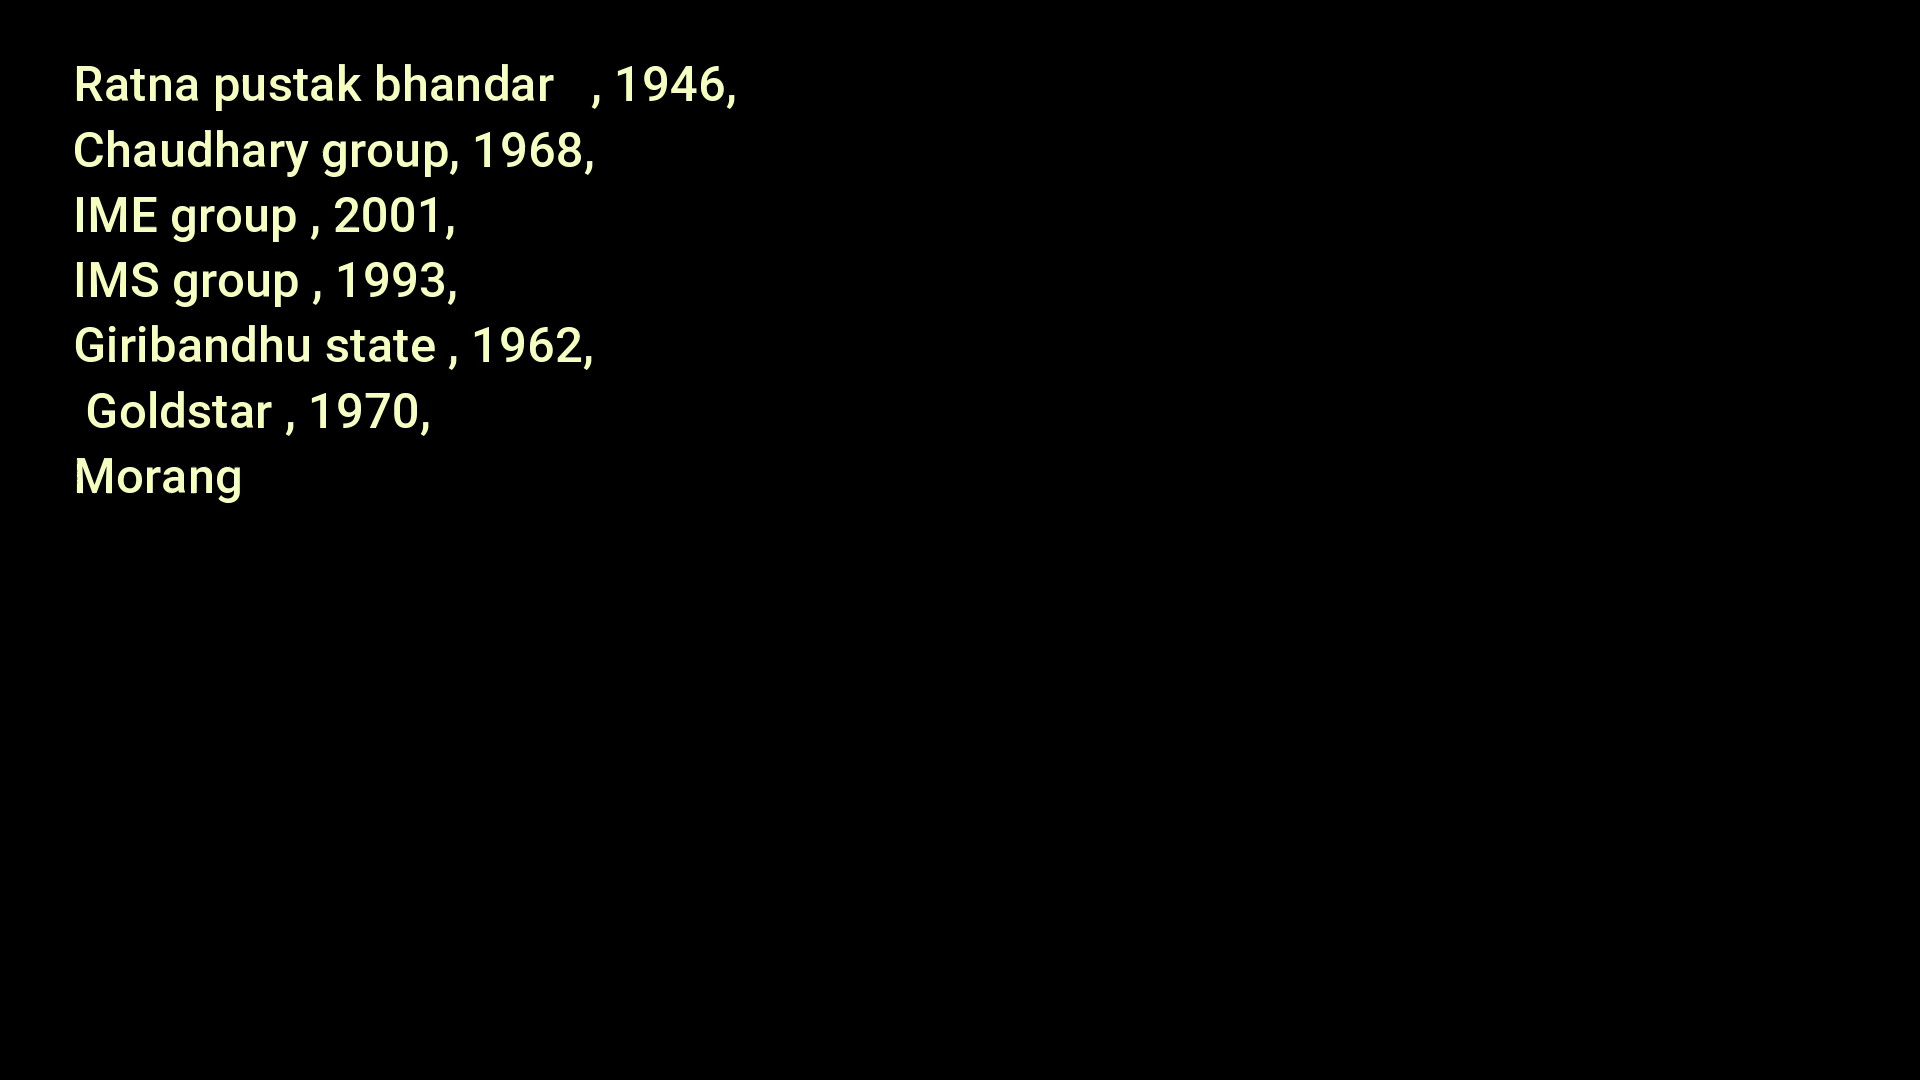 Ratna pustak bhandar   , 1946,
Chaudhary group, 1968,
IME group , 2001,
IMS group , 1993,
Giribandhu state , 1962,
Goldstar , 1970,
Morang